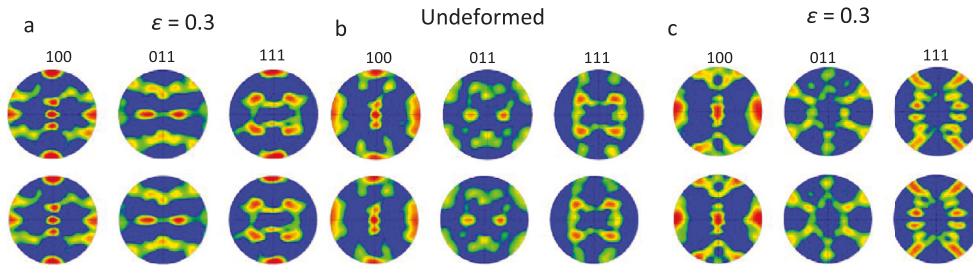 a
ε = 0.3
b
Undeformed
c
ε = 0.3
100
011
111
100
011
111
100
011
111